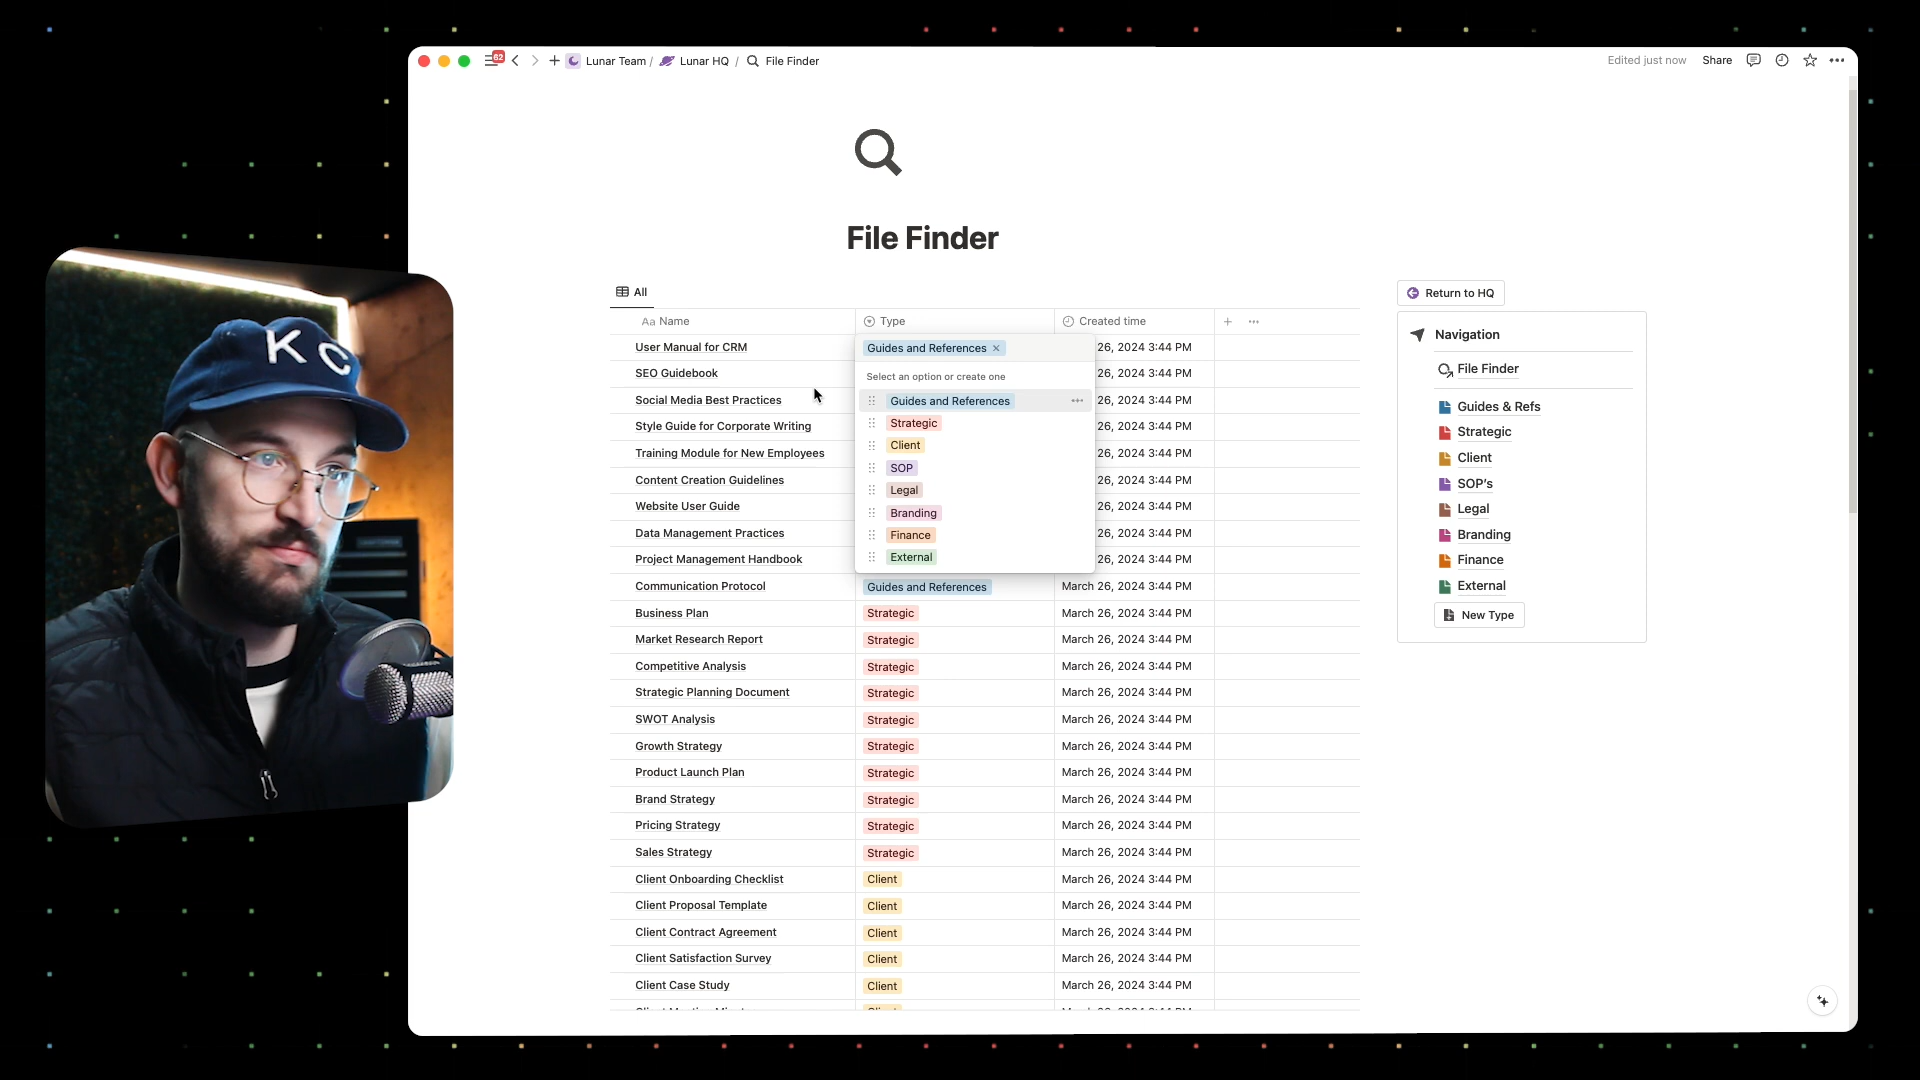 62
Lunar Team / Lunar HQ / File Finder
Edited just now Share
File Finder
All
Return to HQ
Aa Name Type Created time
User Manual for CRM Guides and References × 26, 2024 3:44 PM
SEO Guidebook 26, 2024 3:44 PM
Select an option or create one
Social Media Best Practices Guides and References 26, 2024 3:44 PM
Strategic
Style Guide for Corporate Writing 26, 2024 3:44 PM
Client
Training Module for New Employees 26, 2024 3:44 PM
SOP
Content Creation Guidelines 26, 2024 3:44 PM
Legal
Website User Guide 26, 2024 3:44 PM
Branding
Data Management Practices 26, 2024 3:44 PM
Finance
Project Management Handbook 26, 2024 3:44 PM
External
Communication Protocol Guides and References March 26, 2024 3:44 PM
Business Plan Strategic March 26, 2024 3:44 PM
Market Research Report Strategic March 26, 2024 3:44 PM
Competitive Analysis Strategic March 26, 2024 3:44 PM
Strategic Planning Document Strategic March 26, 2024 3:44 PM
SWOT Analysis Strategic March 26, 2024 3:44 PM
Growth Strategy Strategic March 26, 2024 3:44 PM
Product Launch Plan Strategic March 26, 2024 3:44 PM
Brand Strategy Strategic March 26, 2024 3:44 PM
Pricing Strategy Strategic March 26, 2024 3:44 PM
Sales Strategy Strategic March 26, 2024 3:44 PM
Client Onboarding Checklist Client March 26, 2024 3:44 PM
Client Proposal Template Client March 26, 2024 3:44 PM
Client Contract Agreement Client March 26, 2024 3:44 PM
Client Satisfaction Survey Client March 26, 2024 3:44 PM
Client Case Study Client March 26, 2024 3:44 PM
Navigation
File Finder
Guides & Refs
Strategic
Client
SOP's
Legal
Branding
Finance
External
New Type
KC